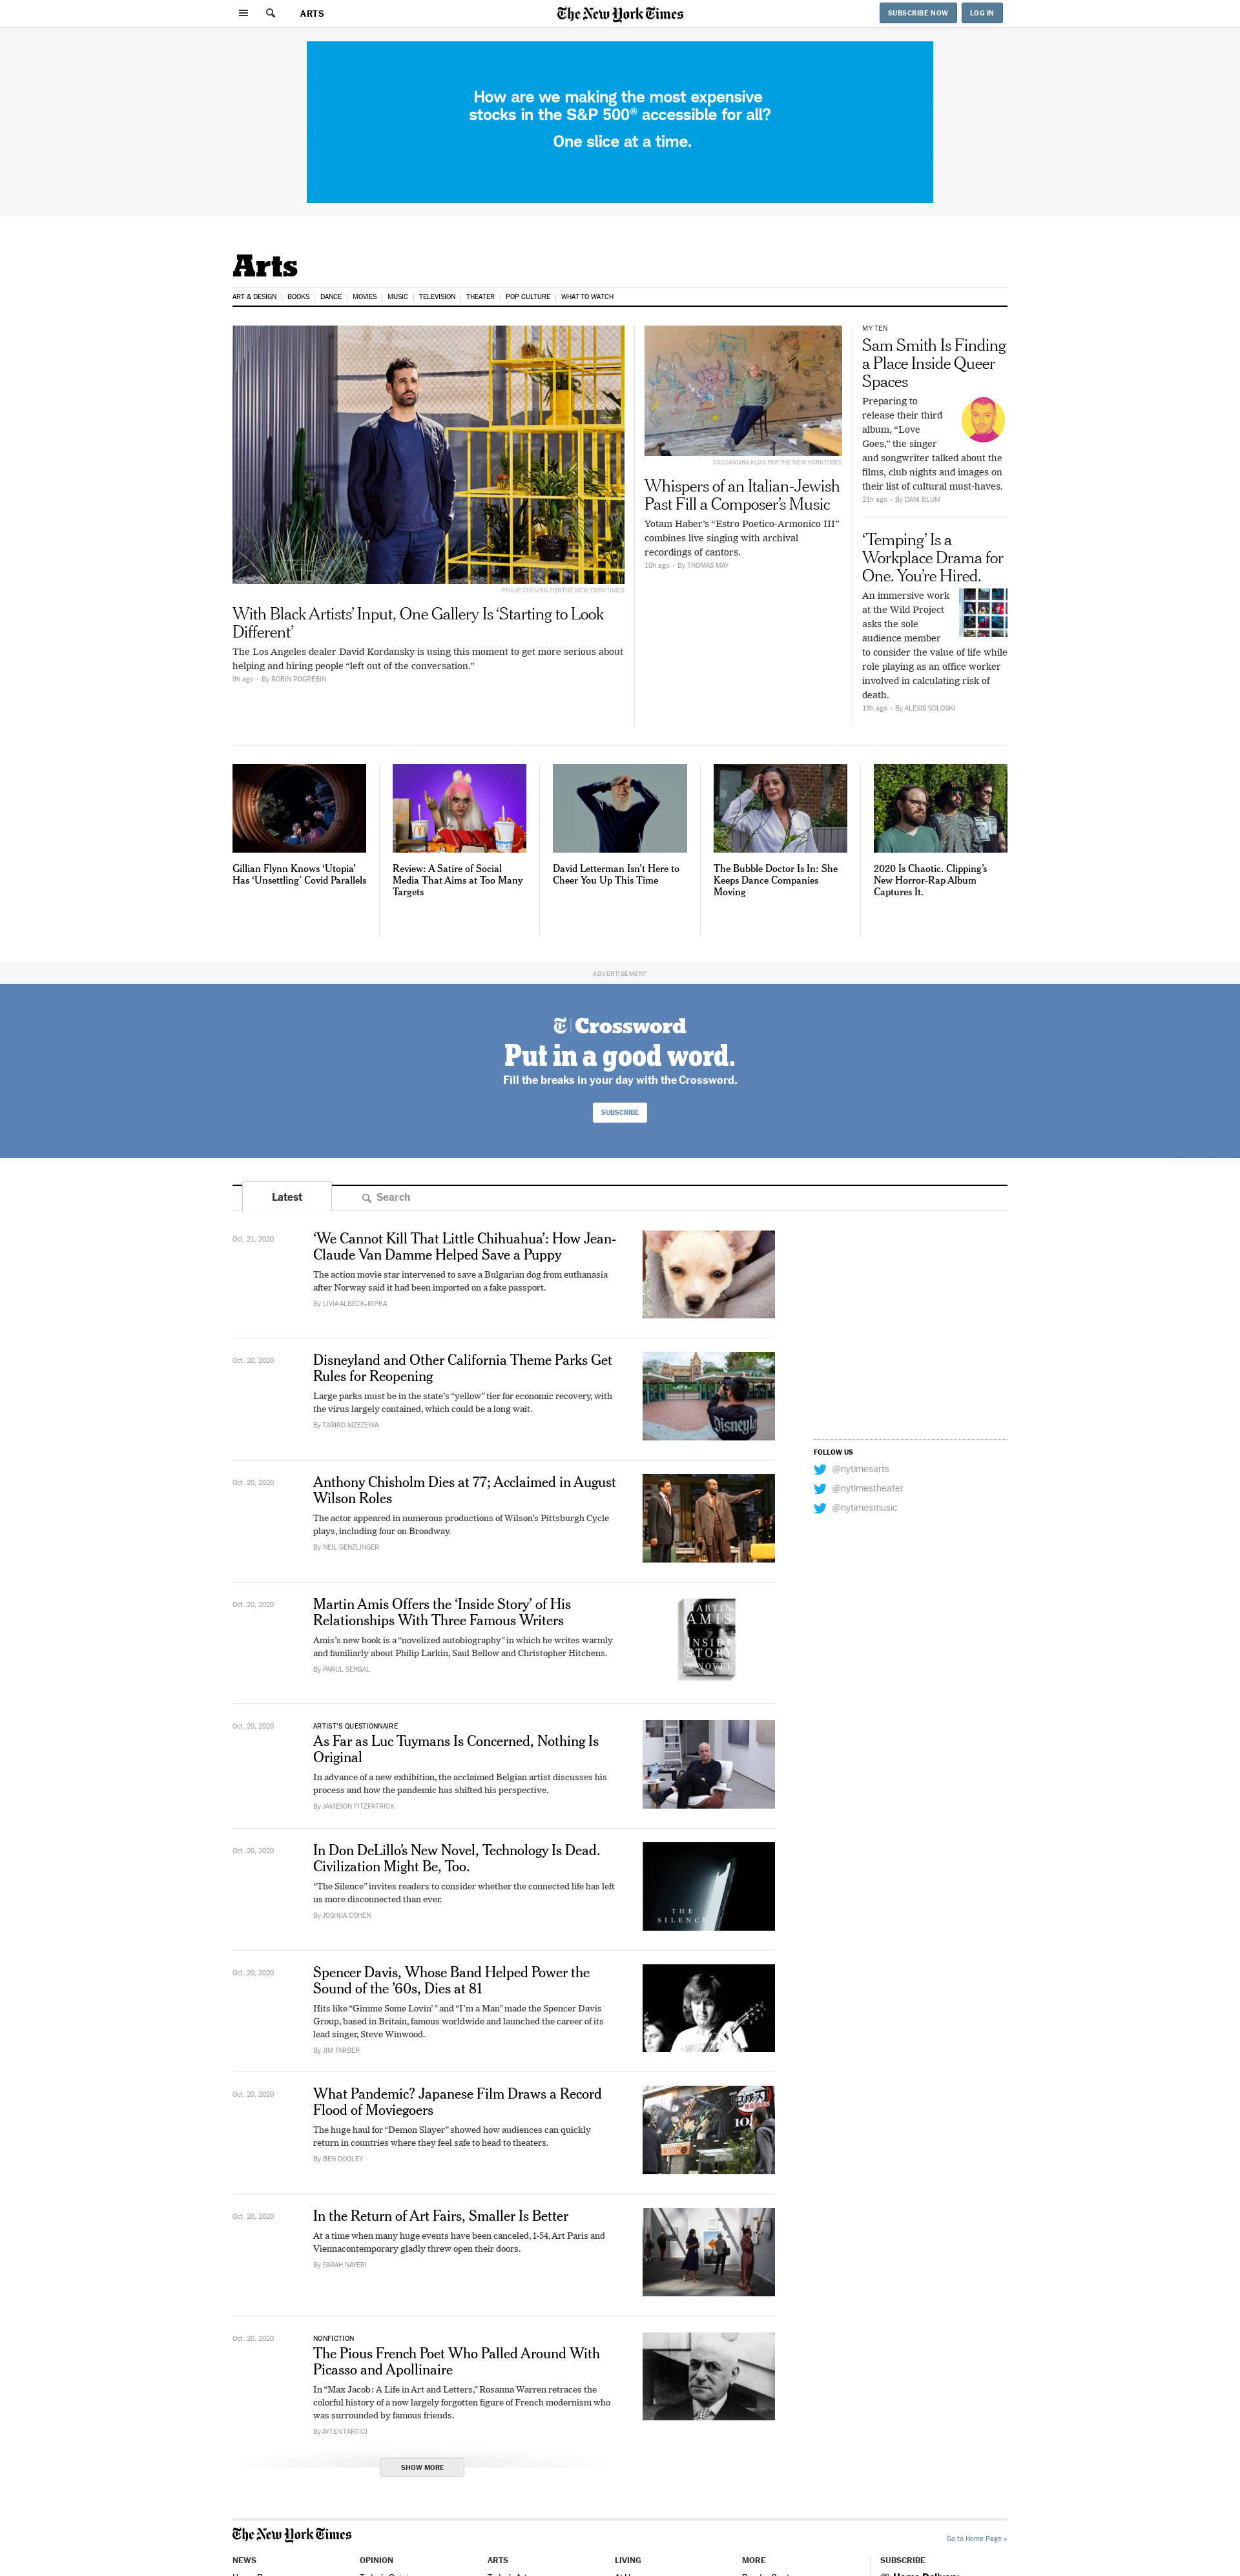 ARTS
The New York Times
SUBSCRIBE NOW
LOG IN
How are we making the most expensive
stocks in the S&P 500® accessible for all?
One slice at a time.
Arts
ART & DESIGN
BOOKS
DANCE
MOVIES
MUSIC
TELEVISION
THEATER
POP CULTURE
WHAT TO WATCH
PHILIP CHEUNG FOR THE NEW YORK TIMES
With Black Artists’ Input, One Gallery Is ‘Starting to Look
Different’
The Los Angeles dealer David Kordansky is using this moment to get more serious about
helping and hiring people “left out of the conversation.”
9h ago • By ROBIN POGREBIN
CASSANDRA KLOS FOR THE NEW YORK TIMES
Whispers of an Italian-Jewish
Past Fill a Composer’s Music
Yotam Haber’s “Estro Poetico-Armonico III”
combines live singing with archival
recordings of cantors.
10h ago • By THOMAS MAY
MY TEN
Sam Smith Is Finding
a Place Inside Queer
Spaces
Preparing to
release their third
album, “Love
Goes,” the singer
and songwriter talked about the
films, club nights and images on
their list of cultural must-haves.
21h ago • By DANI BLUM
‘Temping’ Is a
Workplace Drama for
One. You’re Hired.
An immersive work
at the Wild Project
asks the sole
audience member
to consider the value of life while
role playing as an office worker
involved in calculating risk of
death.
13h ago • By ALEXIS SOLOSKI
Gillian Flynn Knows ‘Utopia’
Has ‘Unsettling’ Covid Parallels
Review: A Satire of Social
Media That Aims at Too Many
Targets
David Letterman Isn’t Here to
Cheer You Up This Time
The Bubble Doctor Is In: She
Keeps Dance Companies
Moving
2020 Is Chaotic. Clipping’s
New Horror-Rap Album
Captures It.
ADVERTISEMENT
T Crossword
Put in a good word.
Fill the breaks in your day with the Crossword.
SUBSCRIBE
Latest
Search
Oct. 21, 2020
‘We Cannot Kill That Little Chihuahua’: How Jean-
Claude Van Damme Helped Save a Puppy
The action movie star intervened to save a Bulgarian dog from euthanasia
after Norway said it had been imported on a fake passport.
By LIVIA ALBECK-RIPKA
Oct. 20, 2020
Disneyland and Other California Theme Parks Get
Rules for Reopening
Large parks must be in the state’s “yellow” tier for economic recovery, with
the virus largely contained, which could be a long wait.
By TARIRO MZEZEWA
FOLLOW US
@nytimesarts
@nytimestheater
@nytimesmusic
Oct. 20, 2020
Anthony Chisholm Dies at 77; Acclaimed in August
Wilson Roles
The actor appeared in numerous productions of Wilson’s Pittsburgh Cycle
plays, including four on Broadway.
By NEIL GENZLINGER
Oct. 20, 2020
Martin Amis Offers the ‘Inside Story’ of His
Relationships With Three Famous Writers
Amis’s new book is a “novelized autobiography” in which he writes warmly
and familiarly about Philip Larkin, Saul Bellow and Christopher Hitchens.
By PARUL SEHGAL
MARTIN
AMIS
INSIDE
STORY
A NOVEL
Oct. 20, 2020
ARTIST’S QUESTIONNAIRE
As Far as Luc Tuymans Is Concerned, Nothing Is
Original
In advance of a new exhibition, the acclaimed Belgian artist discusses his
process and how the pandemic has shifted his perspective.
By JAMESON FITZPATRICK
Oct. 20, 2020
In Don DeLillo’s New Novel, Technology Is Dead.
Civilization Might Be, Too.
“The Silence” invites readers to consider whether the connected life has left
us more disconnected than ever.
By JOSHUA COHEN
THE
SILENCE
Oct. 20, 2020
Spencer Davis, Whose Band Helped Power the
Sound of the ’60s, Dies at 81
Hits like “Gimme Some Lovin’” and “I’m a Man” made the Spencer Davis
Group, based in Britain, famous worldwide and launched the career of its
lead singer, Steve Winwood.
By JIM FARBER
Oct. 20, 2020
What Pandemic? Japanese Film Draws a Record
Flood of Moviegoers
The huge haul for “Demon Slayer” showed how audiences can quickly
return in countries where they feel safe to head to theaters.
By BEN DOOLEY
Oct. 20, 2020
In the Return of Art Fairs, Smaller Is Better
At a time when many huge events have been canceled, 1-54, Art Paris and
Viennacontemporary gladly threw open their doors.
By FARAH NAYERI
Oct. 20, 2020
NONFICTION
The Pious French Poet Who Palled Around With
Picasso and Apollinaire
In “Max Jacob: A Life in Art and Letters,” Rosanna Warren retraces the
colorful history of a now largely forgotten figure of French modernism who
was surrounded by famous friends.
By AYTEN TARTICI
SHOW MORE
The New York Times
Go to Home Page »
NEWS
OPINION
ARTS
LIVING
MORE
SUBSCRIBE